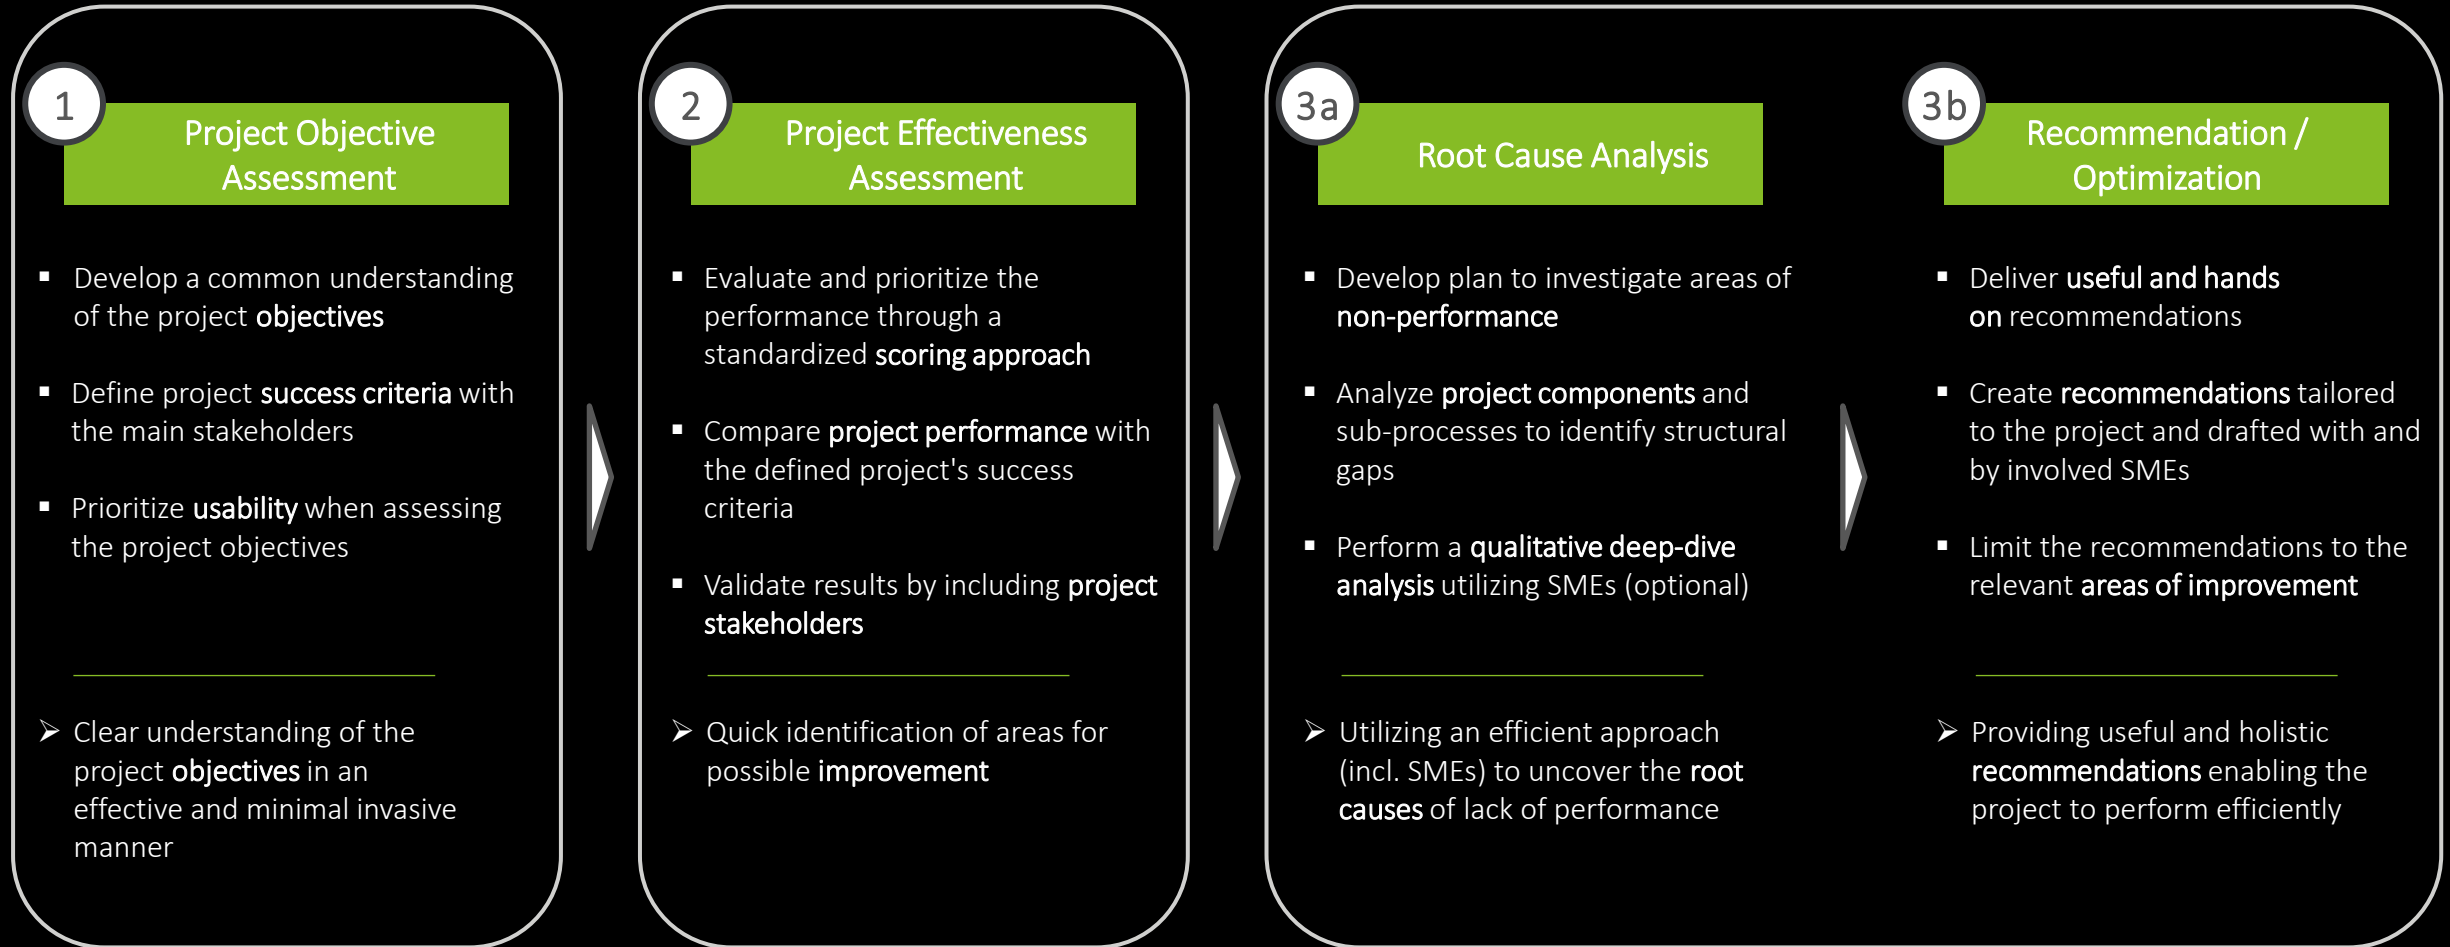 1
Project Objective
Assessment
▪ Develop a common understanding
of the project objectives
▪ Define project success criteria with
the main stakeholders
▪ Prioritize usability when assessing
the project objectives
➢ Clear understanding of the
project objectives in an
effective and minimal invasive
manner
2
Project Effectiveness
Assessment
▪ Evaluate and prioritize the
performance through a
standardized scoring approach
▪ Compare project performance with
the defined project's success
criteria
▪ Validate results by including project
stakeholders
➢ Quick identification of areas for
possible improvement
3a
Root Cause Analysis
▪ Develop plan to investigate areas of
non-performance
▪ Analyze project components and
sub-processes to identify structural
gaps
▪ Perform a qualitative deep-dive
analysis utilizing SMEs (optional)
➢ Utilizing an efficient approach
(incl. SMEs) to uncover the root
causes of lack of performance
3b
Recommendation /
Optimization
▪ Deliver useful and hands
on recommendations
▪ Create recommendations tailored
to the project and drafted with and
by involved SMEs
▪ Limit the recommendations to the
relevant areas of improvement
➢ Providing useful and holistic
recommendations enabling the
project to perform efficiently